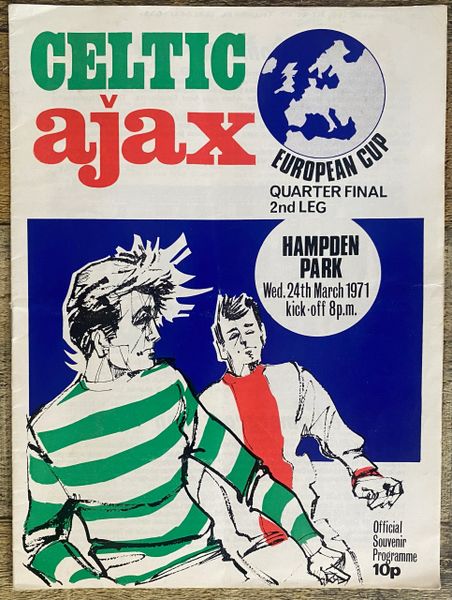 CELTIC
ajax
EUROPEAN CUP
QUARTER FINAL
2nd LEG
HAMPDEN
PARK
Wed. 24th March 1971
kick-off 8p.m.
Official
Souvenir
Programme
10p